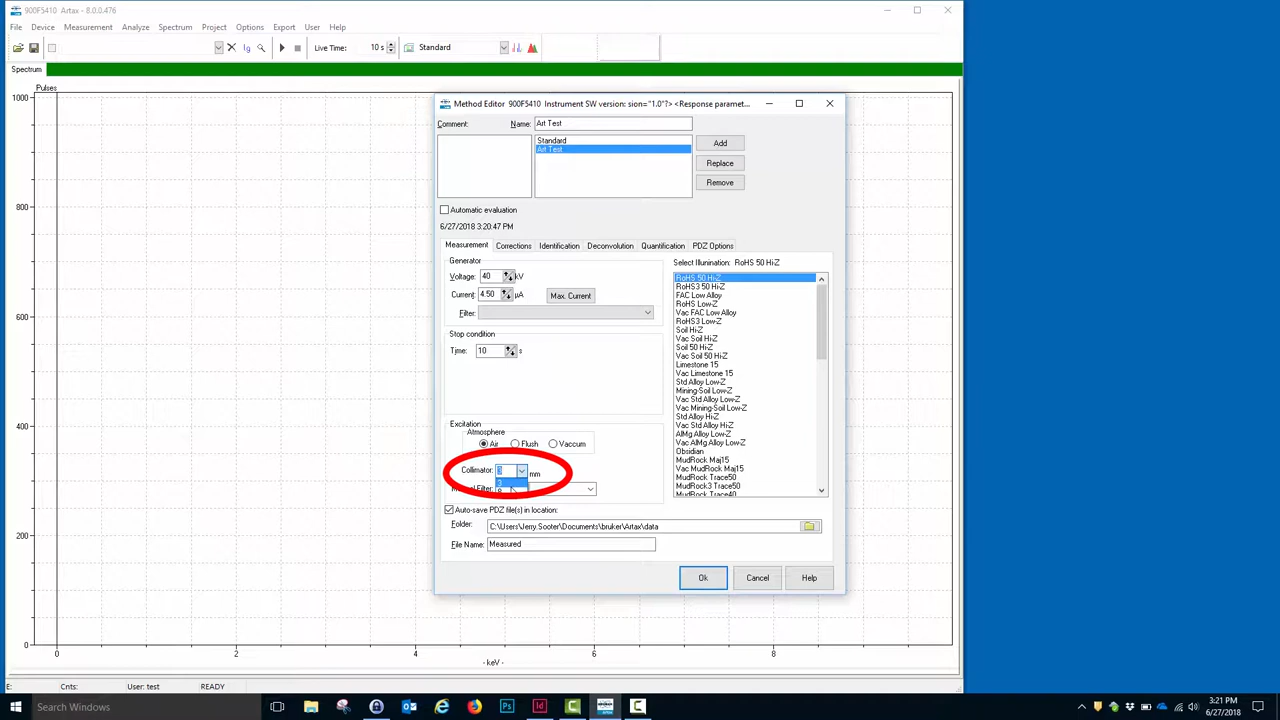 900F5410 Artax - 8.0.0.476
File Device Measurement Analyze Spectrum Project Options Export User Help
Live Time: 10 s Standard
Spectrum
Pulses
1000
800
600
400
200
0
0 2 4 6 8
- keV -
E: Cnts: User: test READY
Method Editor 900F5410 Instrument SW version: sion="1.0"?> <Response paramet...
Comment: Name: Art Test
Standard
Art Test
Add
Replace
Remove
Automatic evaluation
6/27/2018 3:20:47 PM
Measurement Corrections Identification Deconvolution Quantification PDZ Options
Generator
Voltage: 40 kV
Current: 4.50 µA Max. Current
Filter:
Stop condition
Time: 10 s
Excitation
Atmosphere
Air Flush Vaccum
Collimator: 3 mm
3
Filter:
Select Illumination: RoHS 50 Hi-Z
RoHS 50 Hi-Z
RoHS3 50 Hi-Z
FAC Low Alloy
RoHS Low-Z
Vac FAC Low Alloy
RoHS3 Low-Z
Soil Hi-Z
Vac Soil Hi-Z
Soil 50 Hi-Z
Vac Soil 50 Hi-Z
Limestone 15
Vac Limestone 15
Std Alloy Low-Z
Mining-Soil Low-Z
Vac Std Alloy Low-Z
Vac Mining-Soil Low-Z
Std Alloy Hi-Z
Vac Std Alloy Hi-Z
AlMg Alloy Low-Z
Vac AlMg Alloy Low-Z
Obsidian
MudRock Maj15
Vac MudRock Maj15
MudRock Trace50
MudRock3 Trace50
MudRock Trace40
Auto-save PDZ file(s) in location:
Folder: C:\Users\Jerry.Sooter\Documents\bruker\Artax\data
File Name: Measured
Ok Cancel Help
Search Windows
3:21 PM
6/27/2018